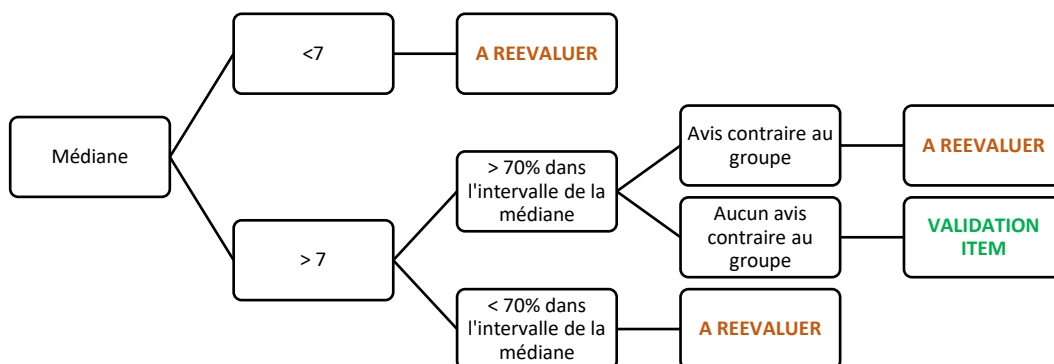 <7
A REEVALUER
Médiane
> 7
> 70% dans
l'intervalle de la
médiane
Avis contraire au
groupe
A REEVALUER
Aucun avis
contraire au
groupe
VALIDATION
ITEM
< 70% dans
l'intervalle de la
médiane
A REEVALUER